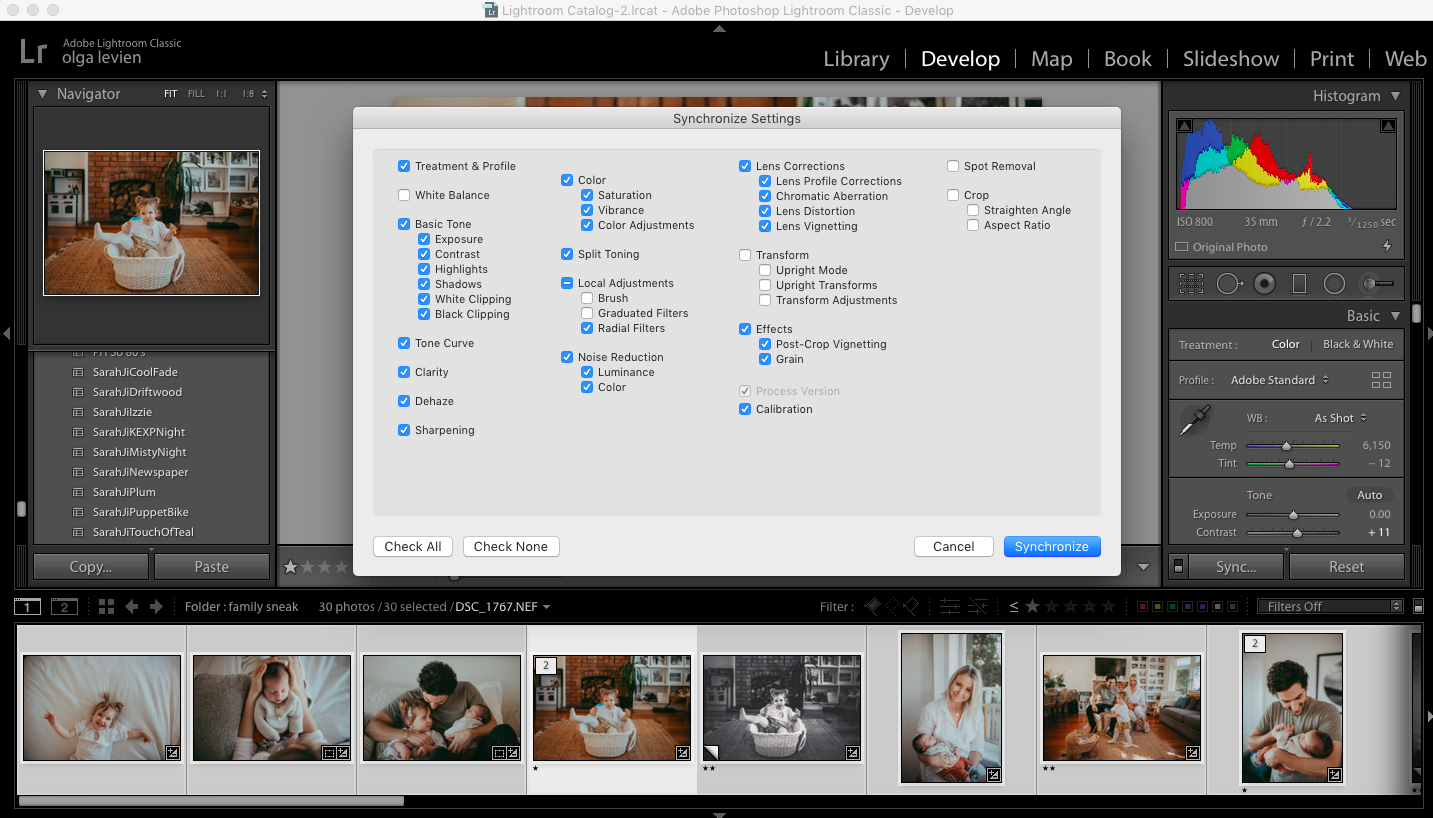 Lightroom Catalog-2.lrcat - Adobe Photoshop Lightroom Classic - Develop
Lr
Adobe Lightroom Classic
olga levien
Library
Develop
Map
Book
Slideshow
Print
Web
Navigator
FIT
FILL
1:1
1:8
SarahJiCoolFade
SarahJiDriftwood
SarahJiIzzie
SarahJiKEXPNight
SarahJiMistyNight
SarahJiNewspaper
SarahJiPlum
SarahJiPuppetBike
SarahJiTouchOfTeal
Copy...
Paste
Synchronize Settings
Treatment & Profile
White Balance
Basic Tone
Exposure
Contrast
Highlights
Shadows
White Clipping
Black Clipping
Tone Curve
Clarity
Dehaze
Sharpening
Color
Saturation
Vibrance
Color Adjustments
Split Toning
Local Adjustments
Brush
Graduated Filters
Radial Filters
Noise Reduction
Luminance
Color
Lens Corrections
Lens Profile Corrections
Chromatic Aberration
Lens Distortion
Lens Vignetting
Transform
Upright Mode
Upright Transforms
Transform Adjustments
Effects
Post-Crop Vignetting
Grain
Process Version
Calibration
Spot Removal
Crop
Straighten Angle
Aspect Ratio
Check All
Check None
Cancel
Synchronize
Histogram
ISO 800 35 mm ƒ / 2.2 1/1250 sec
Original Photo
Basic
Treatment : Color Black & White
Profile : Adobe Standard
WB : As Shot
Temp 6,150
Tint – 12
Tone Auto
Exposure 0.00
Contrast + 11
Sync...
Reset
1
2
Folder : family sneak
30 photos / 30 selected / DSC_1767.NEF
Filter :
≤
Filters Off
2
2